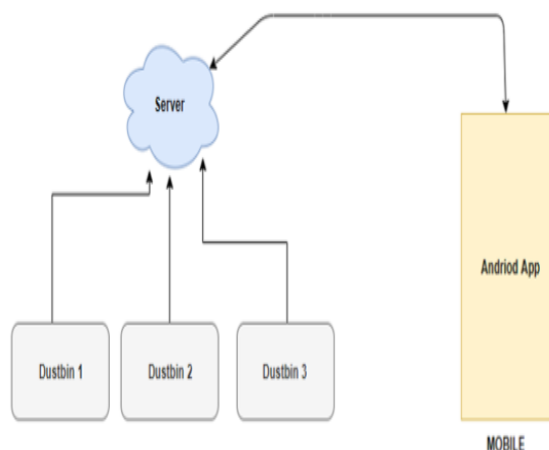 Server
Andriod App
Dustbin 1
Dustbin 2
Dustbin 3
MOBILE